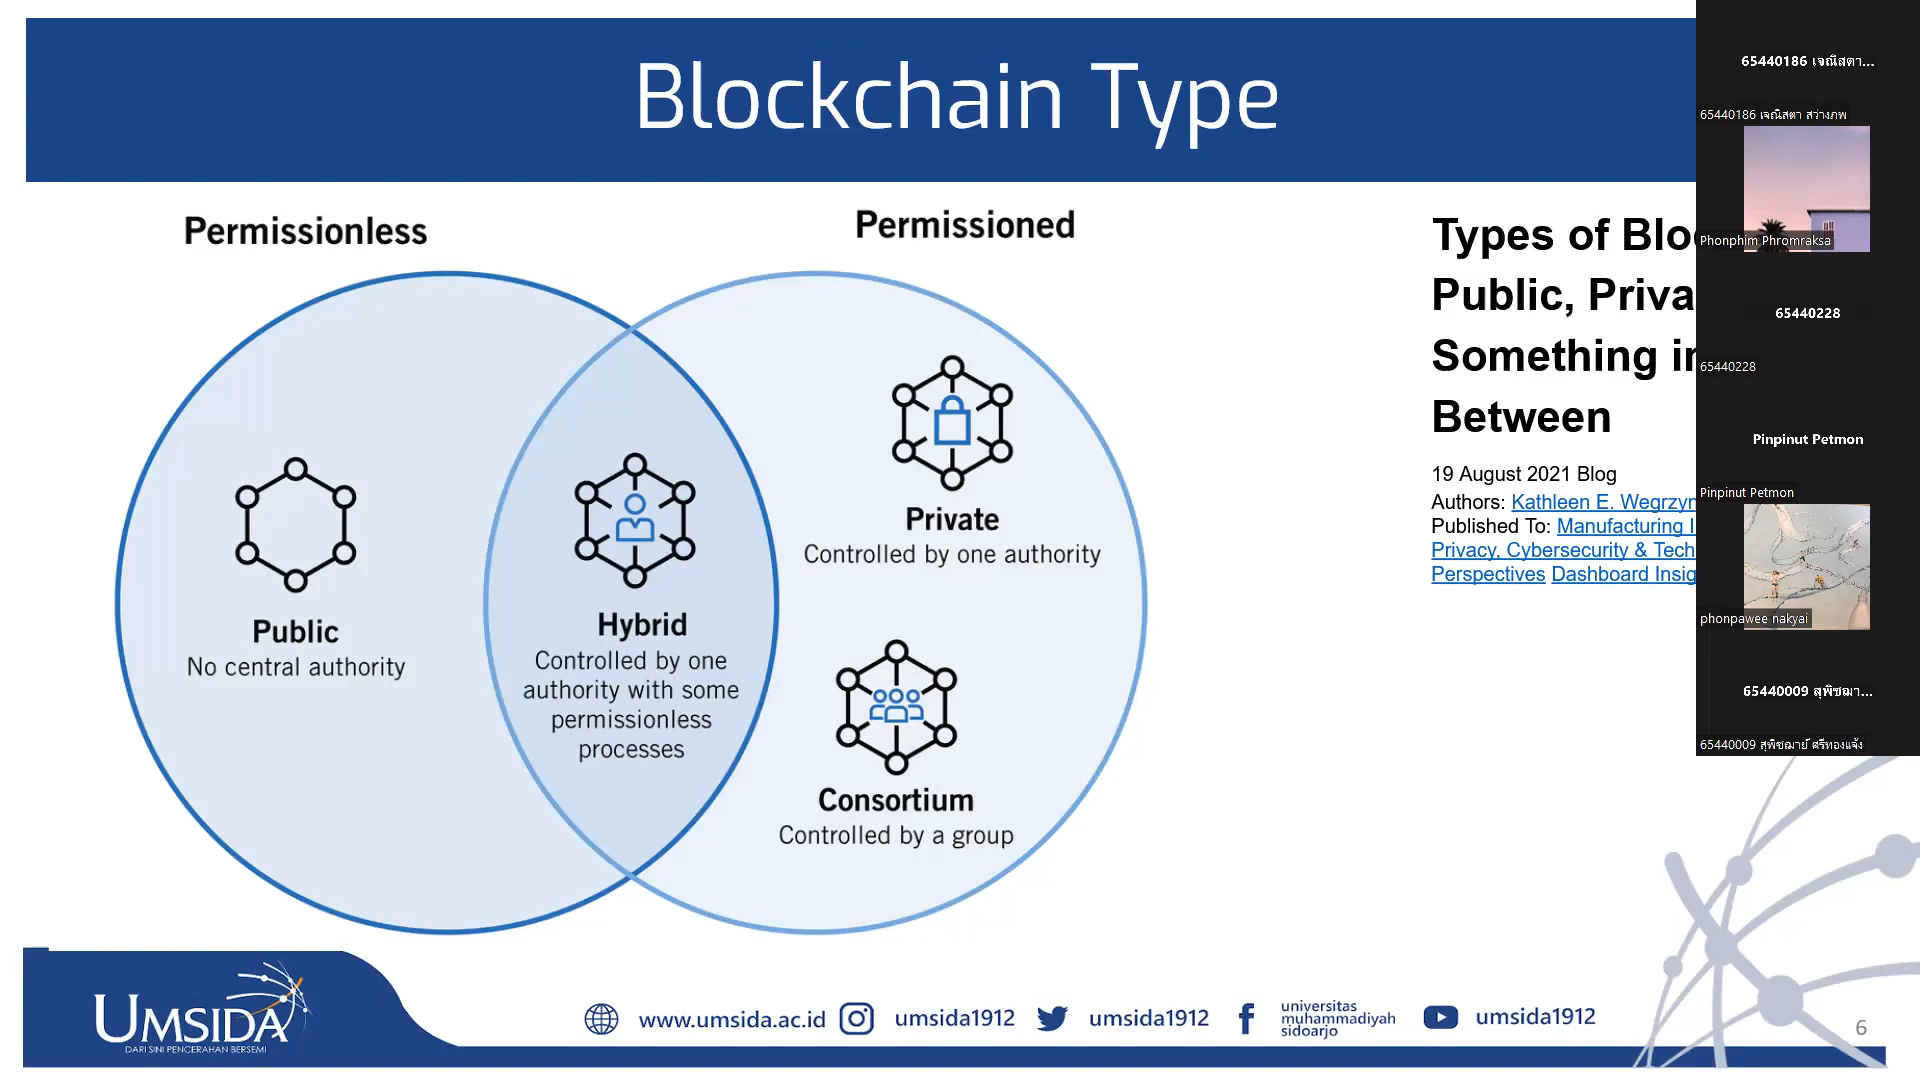 Blockchain Type
Permissionless
Permissioned
Public
No central authority
Hybrid
Controlled by one
authority with some
permissionless
processes
Private
Controlled by one authority
Consortium
Controlled by a group
Types of Blo
Public, Priva
Something in
Between
19 August 2021 Blog
Authors: Kathleen E. Wegrzyn
Published To: Manufacturing I
Privacy, Cybersecurity & Tech
Perspectives Dashboard Insig
65440186 เจณิสตา...
65440186 เจณิสตา สว่างภพ
Phonphim Phromraksa
65440228
65440228
Pinpinut Petmon
Pinpinut Petmon
phonpawee nakyai
65440009 สุพิชฌา...
65440009 สุพิชฌาย์ ศรีทองแจ้ง
UMSIDA
DARI SINI PENCERAHAN BERSEMI
www.umsida.ac.id
umsida1912
umsida1912
universitas
muhammadiyah
sidoarjo
umsida1912
6